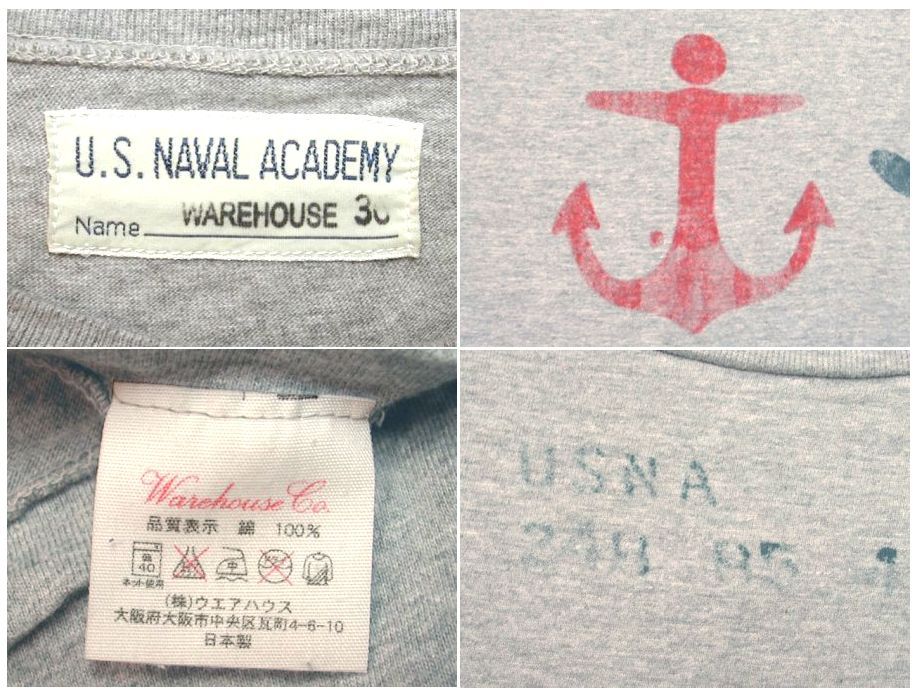 U.S. NAVAL ACADEMY
Name WAREHOUSE
Warehouse Co.
品質表示 綿 100%
弱
40
中
ネット使用
(株)ウエアハウス
大阪府大阪市中央区瓦町4-6-10
日本製
USNA